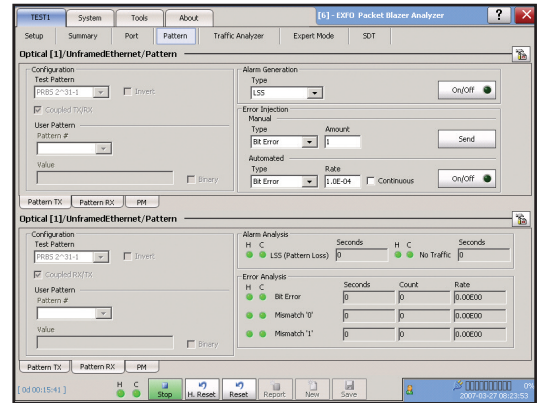 TEST1 System Tools About [6] - EXFO Packet Blazer Analyzer ? X
Setup Summary Port Pattern Traffic Analyzer Expert Mode SDT
Optical [1]/UnframedEthernet/Pattern
Configuration
Test Pattern
PRBS 2^31-1 Invert
Coupled TX/RX
User Pattern
Pattern #
Value
Binary
Alarm Generation
Type
LSS On/Off
Error Injection
Manual
Type Amount
Bit Error 1 Send
Automated
Type Rate
Bit Error 1.0E-04 Continuous On/Off
Pattern TX Pattern RX PM
Optical [1]/UnframedEthernet/Pattern
Configuration
Test Pattern
PRBS 2^31-1 Invert
Coupled RX/TX
User Pattern
Pattern #
Value
Binary
Alarm Analysis
H C Seconds H C Seconds
LSS (Pattern Loss) 0 No Traffic 0
Error Analysis
H C Seconds Count Rate
Bit Error 0 0 0.00E00
Mismatch '0' 0 0 0.00E00
Mismatch '1' 0 0 0.00E00
Pattern TX Pattern RX PM
[ 0d 00:15:41 ] H C Stop H. Reset Reset Report New Save 0%
2007-03-27 08:23:53